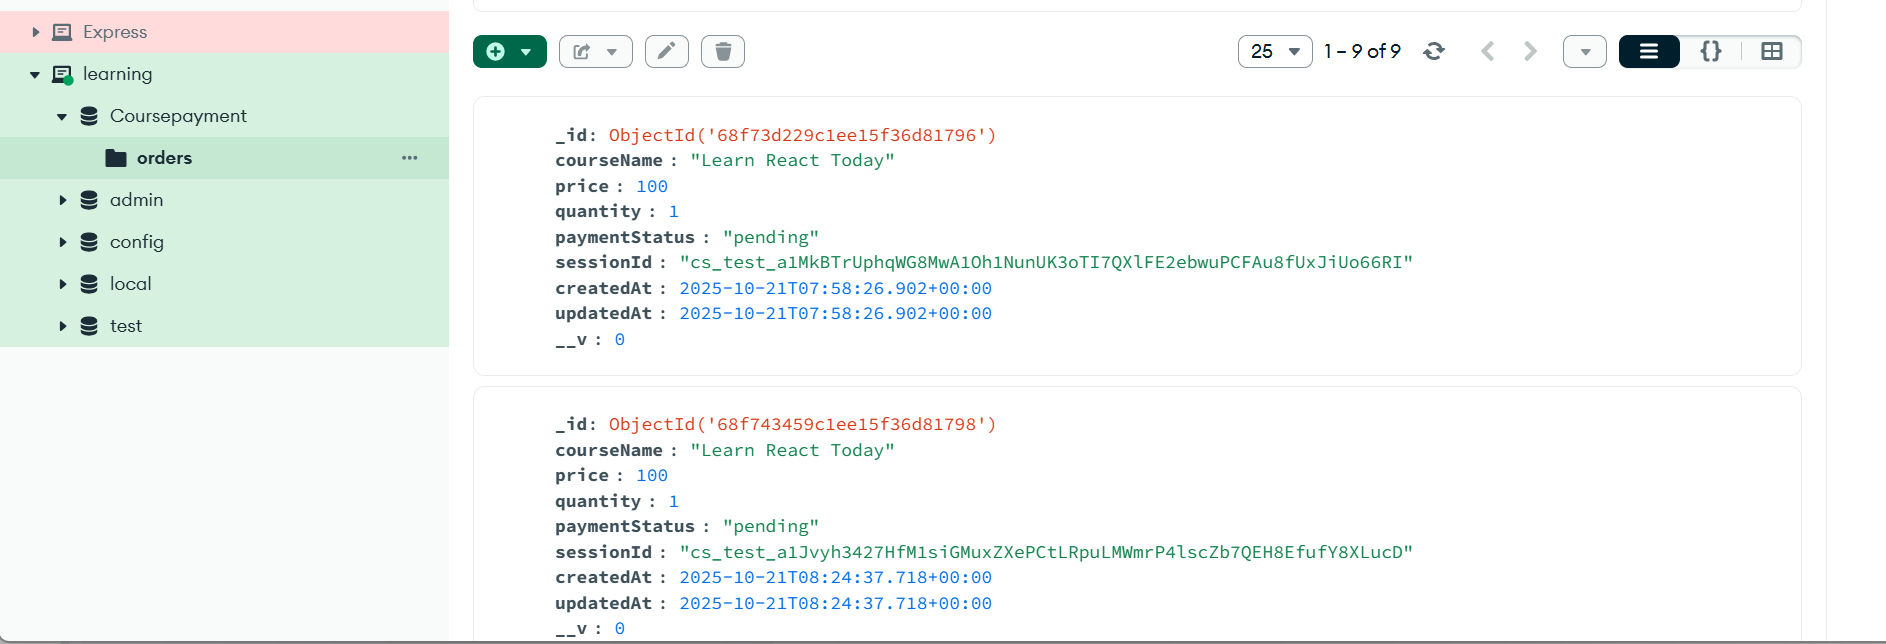 Express
learning
Coursepayment
orders
admin
config
local
test
25
1 – 9 of 9
_id: ObjectId('68f73d229c1ee15f36d81796')
courseName : "Learn React Today"
price : 100
quantity : 1
paymentStatus : "pending"
sessionId : "cs_test_a1MkBTrUphqWG8MwA1Oh1NunUK3oTI7QXlFE2ebwuPCFAu8fUxJiUo66RI"
createdAt : 2025-10-21T07:58:26.902+00:00
updatedAt : 2025-10-21T07:58:26.902+00:00
__v : 0
_id: ObjectId('68f743459c1ee15f36d81798')
courseName : "Learn React Today"
price : 100
quantity : 1
paymentStatus : "pending"
sessionId : "cs_test_a1Jvyh3427HfM1siGMuxZXePCtLRpuLMWmrP4lscZb7QEH8EfufY8XLucD"
createdAt : 2025-10-21T08:24:37.718+00:00
updatedAt : 2025-10-21T08:24:37.718+00:00
__v : 0